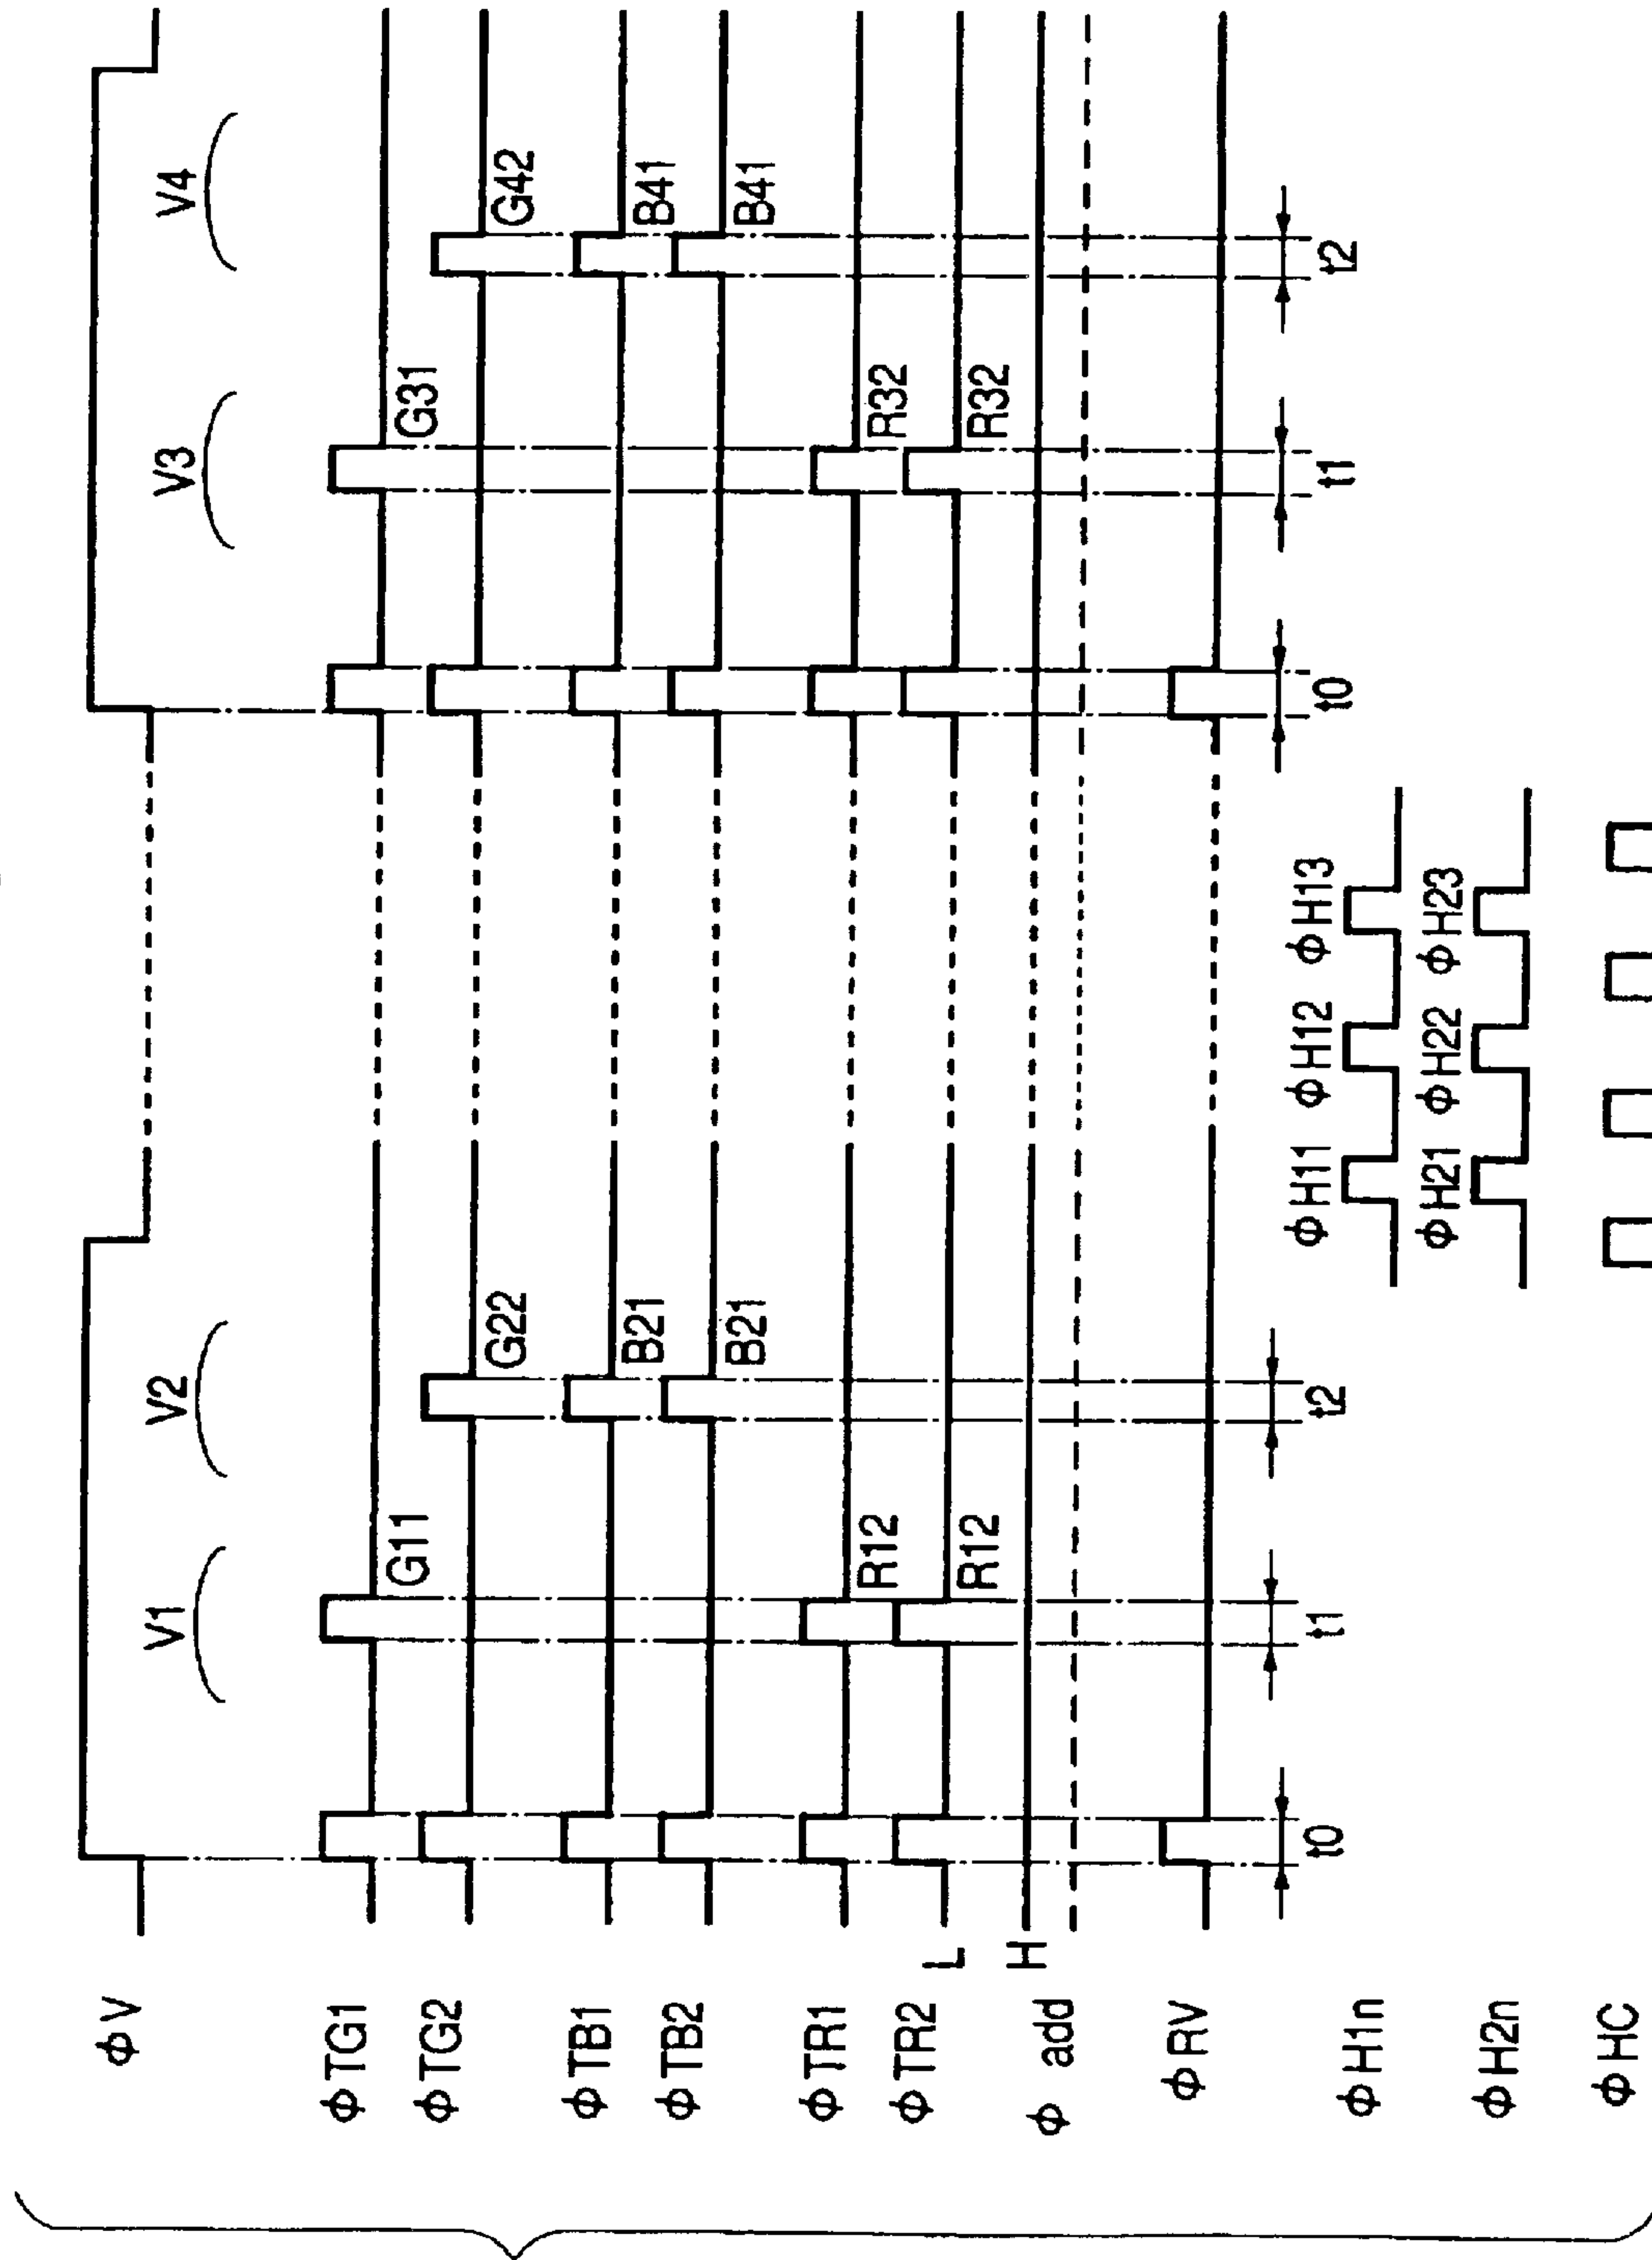 φV
V1 V2 V3 V4
φTG1 G11 G31
φTG2 G22 G42
φTB1 B21 B41
φTB2 B21 B41
φTR1 R12 R32
φTR2 L R12 R32
φ add H
φRV
t0 t1 t2 t0 t1 t2
φH1n φH11 φH12 φH13
φH2n φH21 φH22 φH23
φHC